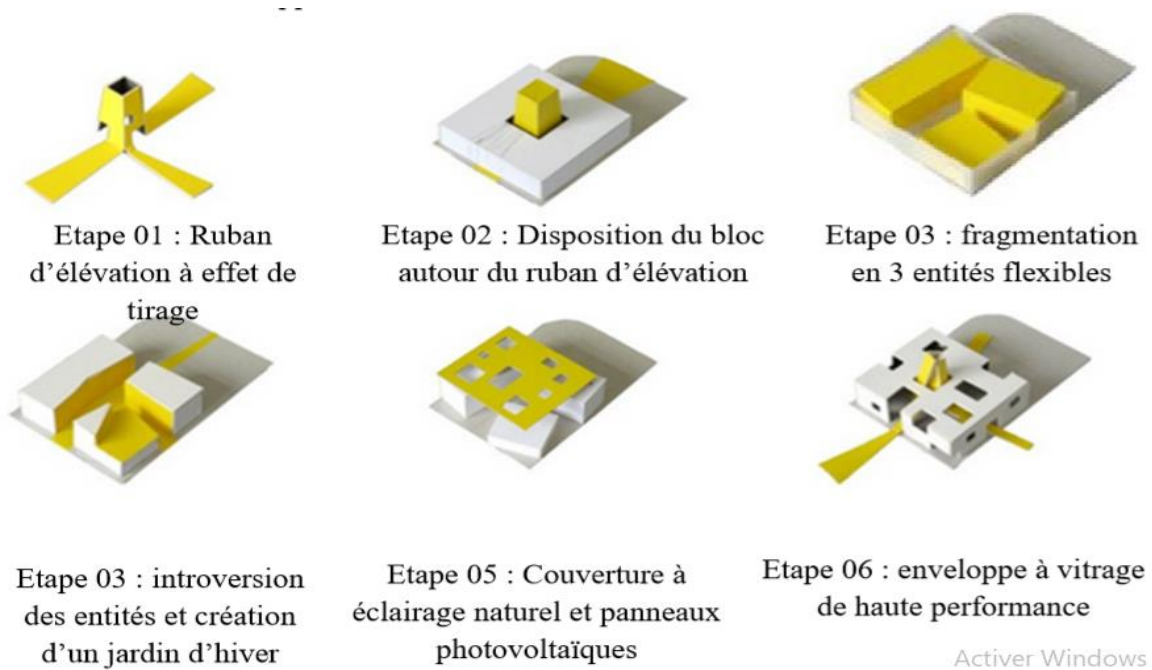 Etape 01 : Ruban
d’élévation à effet de
tirage
Etape 02 : Disposition du bloc
autour du ruban d’élévation
Etape 03 : fragmentation
en 3 entités flexibles
Etape 03 : introversion
des entités et création
d’un jardin d’hiver
Etape 05 : Couverture à
éclairage naturel et panneaux
photovoltaïques
Etape 06 : enveloppe à vitrage
de haute performance
Activer Windows